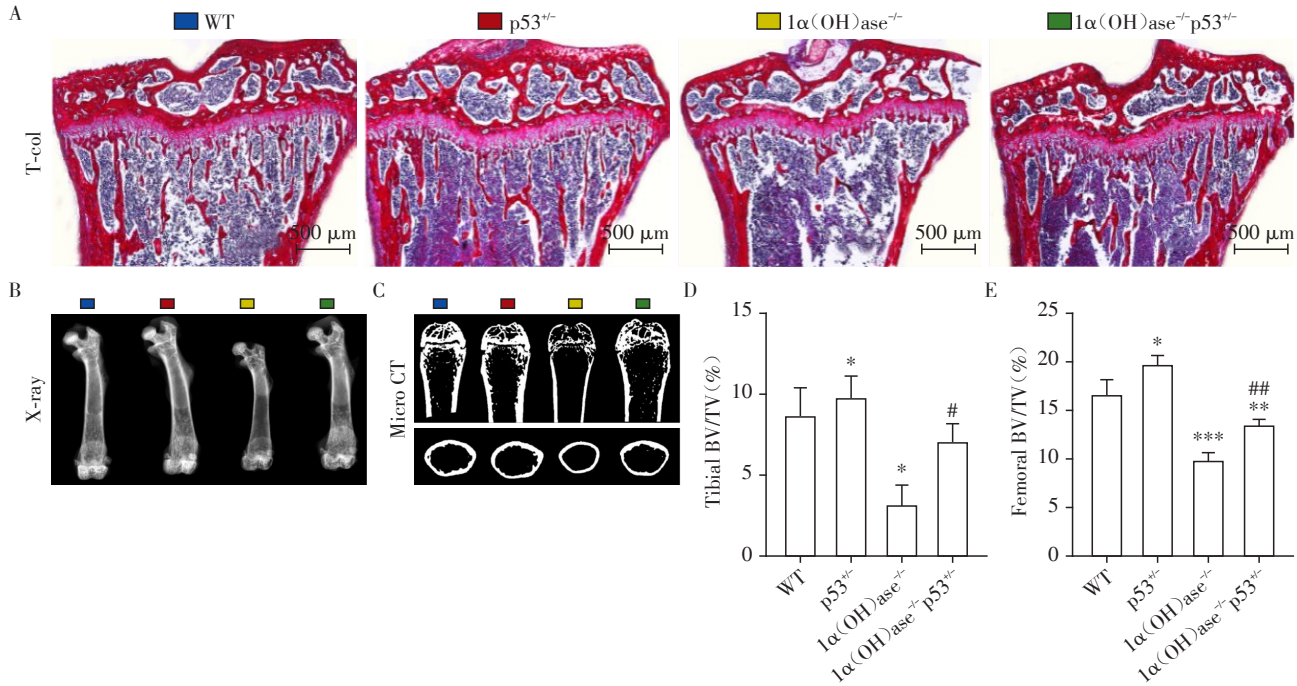 A
WT
p53+/-
1α(OH)ase-/-
1α(OH)ase-/-p53+/-
T-col
500 μm
500 μm
500 μm
500 μm
B
X-ray
C
Micro CT
D
Tibial BV/TV(%)
15
10
5
0
*
*
#
WT
p53+/-
1α(OH)ase-/-
1α(OH)ase-/-p53+/-
E
Femoral BV/TV(%)
25
20
15
10
5
0
*
***
##
**
WT
p53+/-
1α(OH)ase-/-
1α(OH)ase-/-p53+/-